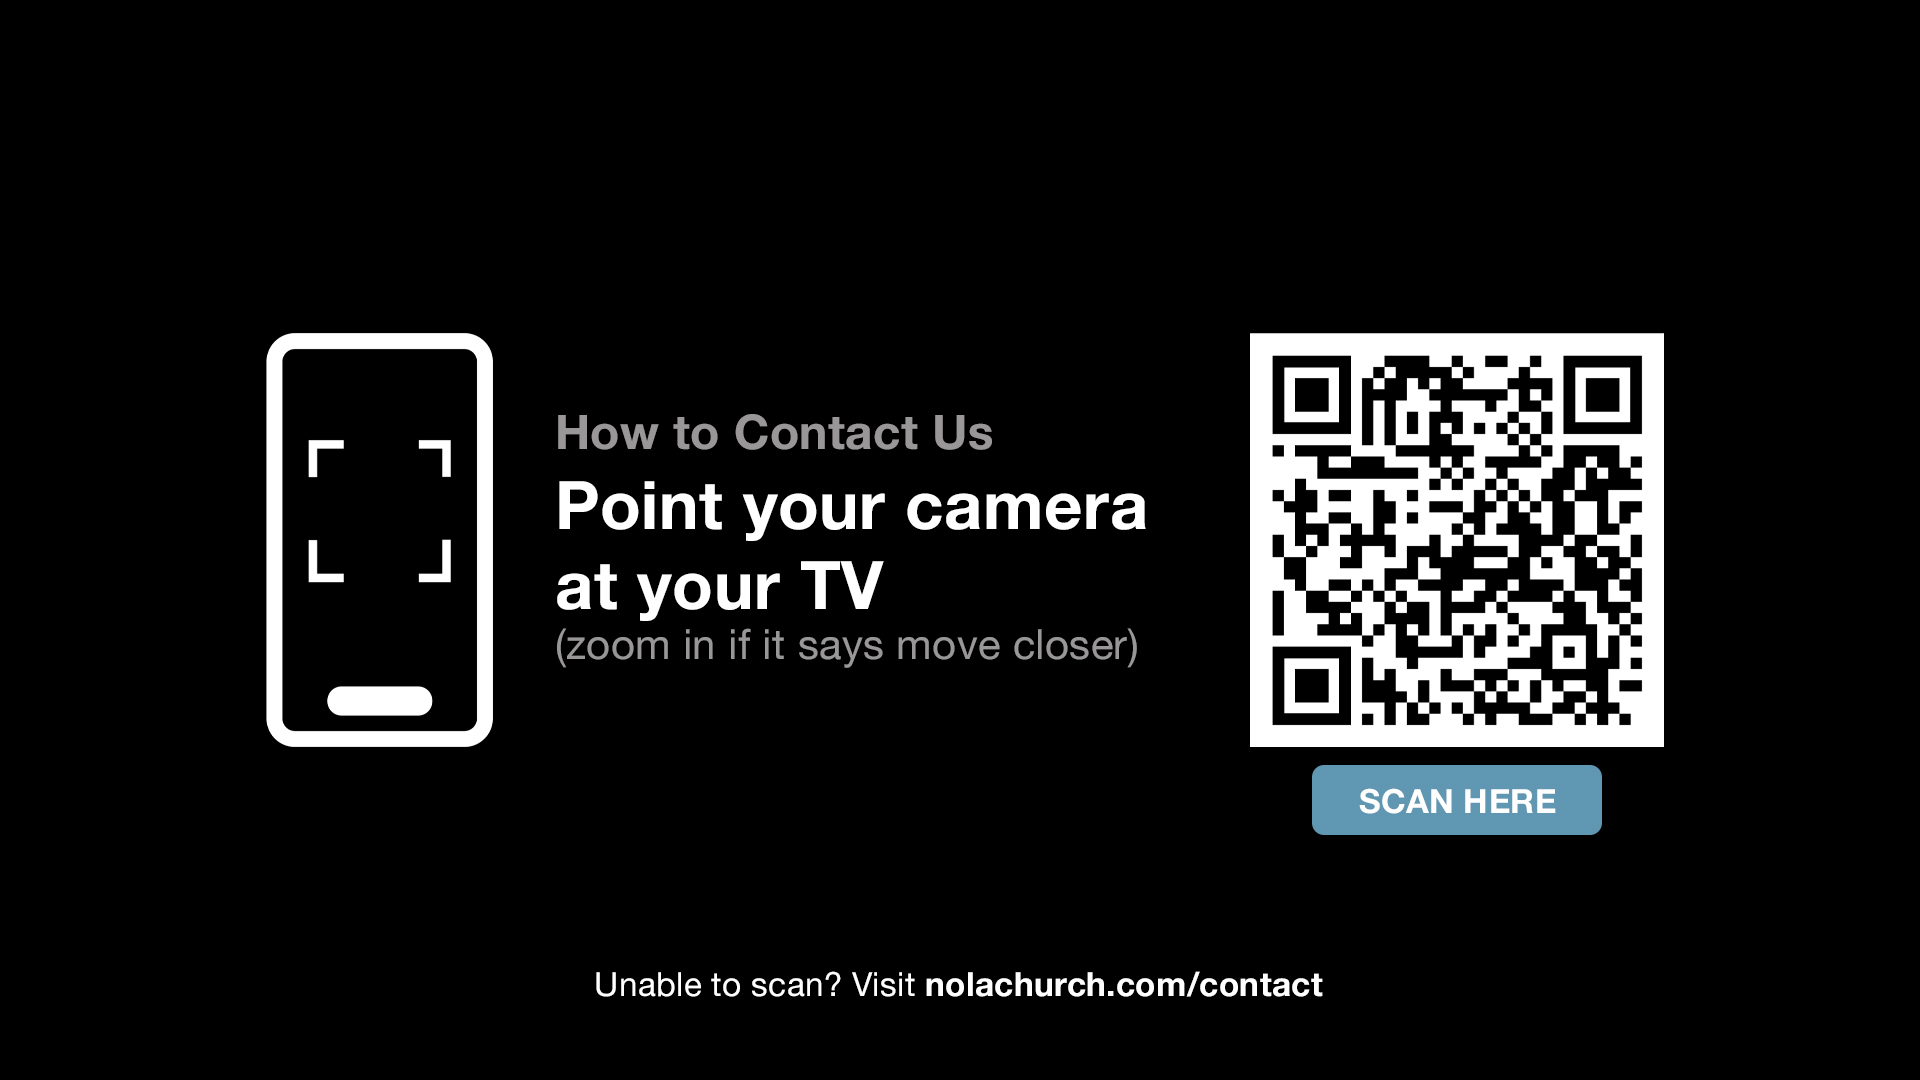 How to Contact Us
Point your camera
at your TV
(zoom in if it says move closer)
SCAN HERE
Unable to scan? Visit nolachurch.com/contact